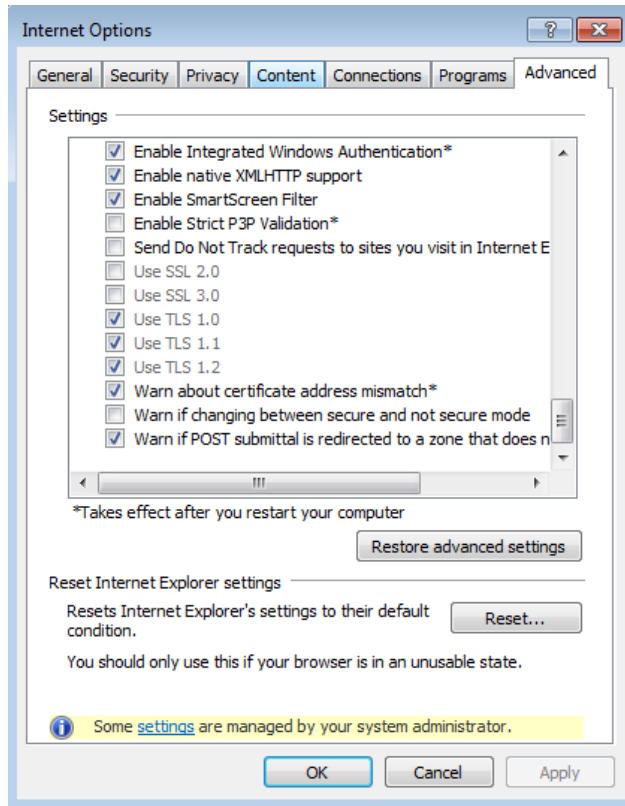 Internet Options
General Security Privacy Content Connections Programs Advanced
Settings
Enable Integrated Windows Authentication*
Enable native XMLHTTP support
Enable SmartScreen Filter
Enable Strict P3P Validation*
Send Do Not Track requests to sites you visit in Internet E
Use SSL 2.0
Use SSL 3.0
Use TLS 1.0
Use TLS 1.1
Use TLS 1.2
Warn about certificate address mismatch*
Warn if changing between secure and not secure mode
Warn if POST submittal is redirected to a zone that does n
*Takes effect after you restart your computer
Restore advanced settings
Reset Internet Explorer settings
Resets Internet Explorer's settings to their default
condition.
Reset...
You should only use this if your browser is in an unusable state.
Some settings are managed by your system administrator.
OK Cancel Apply